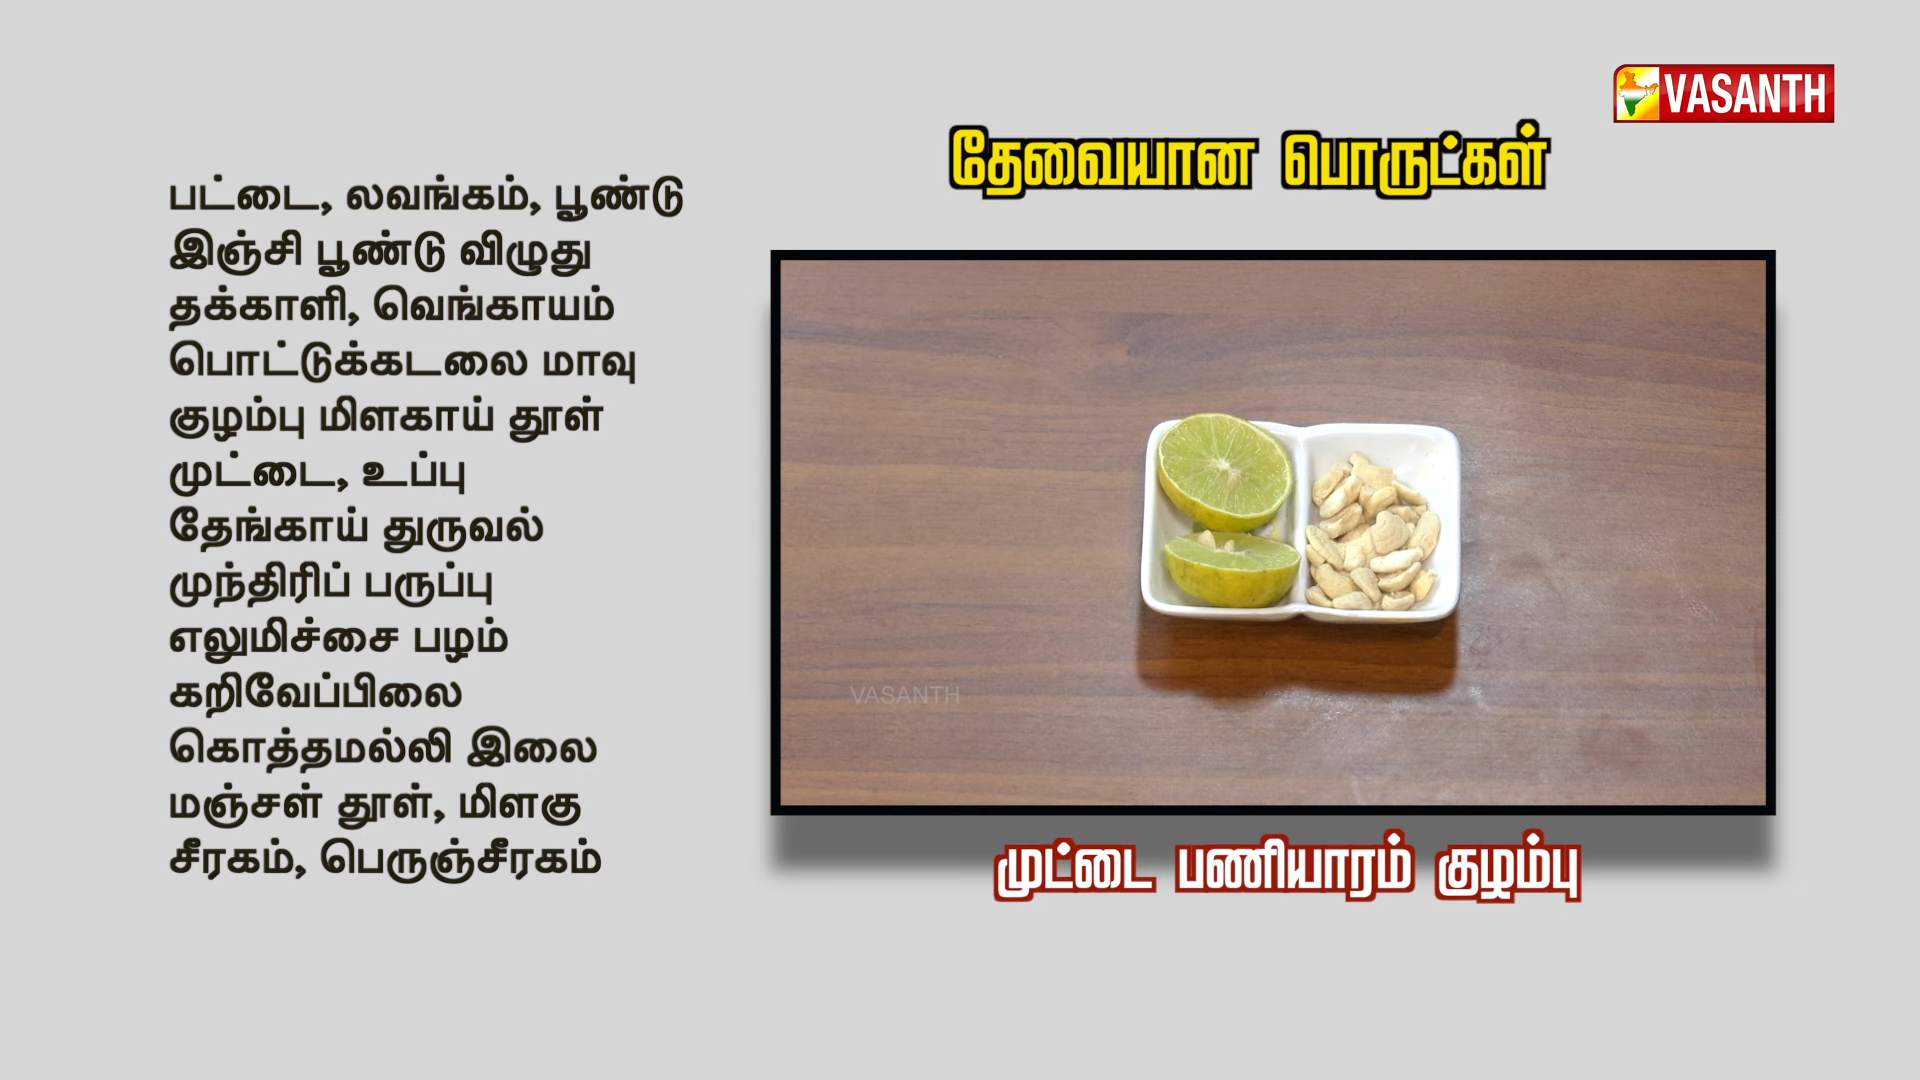 VASANTH
தேவையான பொருட்கள்
பட்டை, லவங்கம், பூண்டு
இஞ்சி பூண்டு விழுது
தக்காளி, வெங்காயம்
பொட்டுக்கடலை மாவு
குழம்பு மிளகாய் தூள்
முட்டை, உப்பு
தேங்காய் துருவல்
முந்திரிப் பருப்பு
எலுமிச்சை பழம்
கறிவேப்பிலை
கொத்தமல்லி இலை
மஞ்சள் தூள், மிளகு
சீரகம், பெருஞ்சீரகம்
VASANTH
முட்டை பணியாரம் குழம்பு